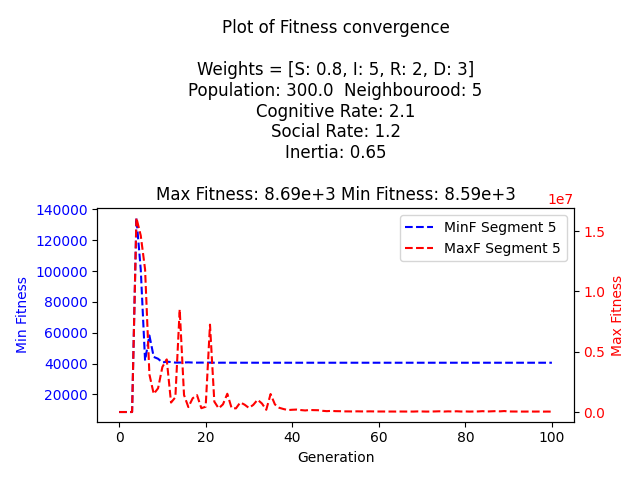 Plot of Fitness convergence
Weights = [S: 0.8, I: 5, R: 2, D: 3]
Population: 300.0  Neighbourood: 5
Cognitive Rate: 2.1
Social Rate: 1.2
Inertia: 0.65
Max Fitness: 8.69e+3 Min Fitness: 8.59e+3
1e7
140000
120000
100000
80000
60000
40000
20000
Min Fitness
MinF Segment 5
MaxF Segment 5
1.5
1.0
0.5
0.0
Max Fitness
0 20 40 60 80 100
Generation